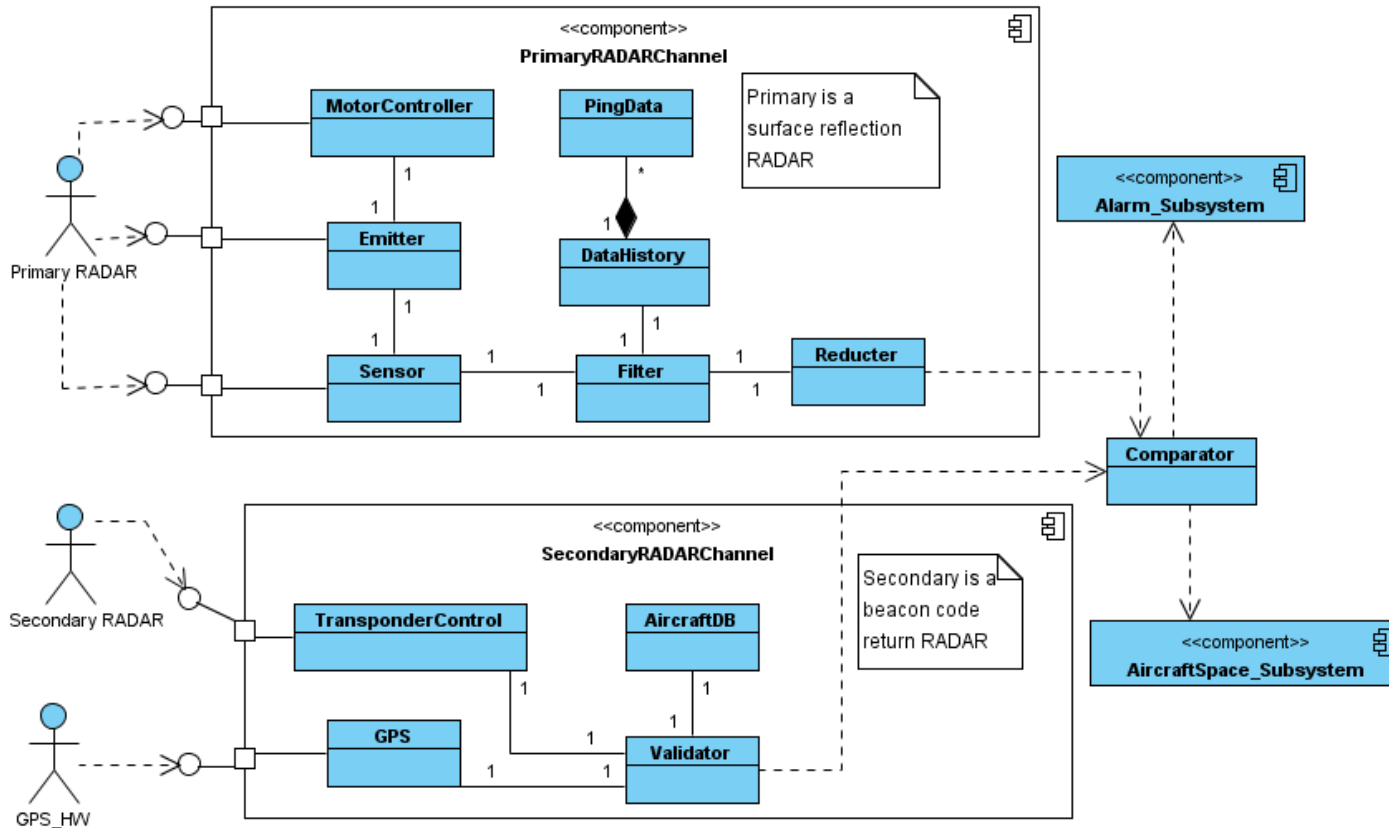 <<component>>
PrimaryRADARChannel
MotorController
PingData
Primary is a
surface reflection
RADAR
1
*
1
1
Emitter
DataHistory
Primary RADAR
1
1
1
1
Sensor
1
1
Filter
1
1
Reducter
<<component>>
Alarm_Subsystem
Comparator
<<component>>
SecondaryRADARChannel
Secondary is a
beacon code
return RADAR
Secondary RADAR
TransponderControl
AircraftDB
1
1
1
1
GPS
1
1
Validator
GPS_HW
<<component>>
AircraftSpace_Subsystem